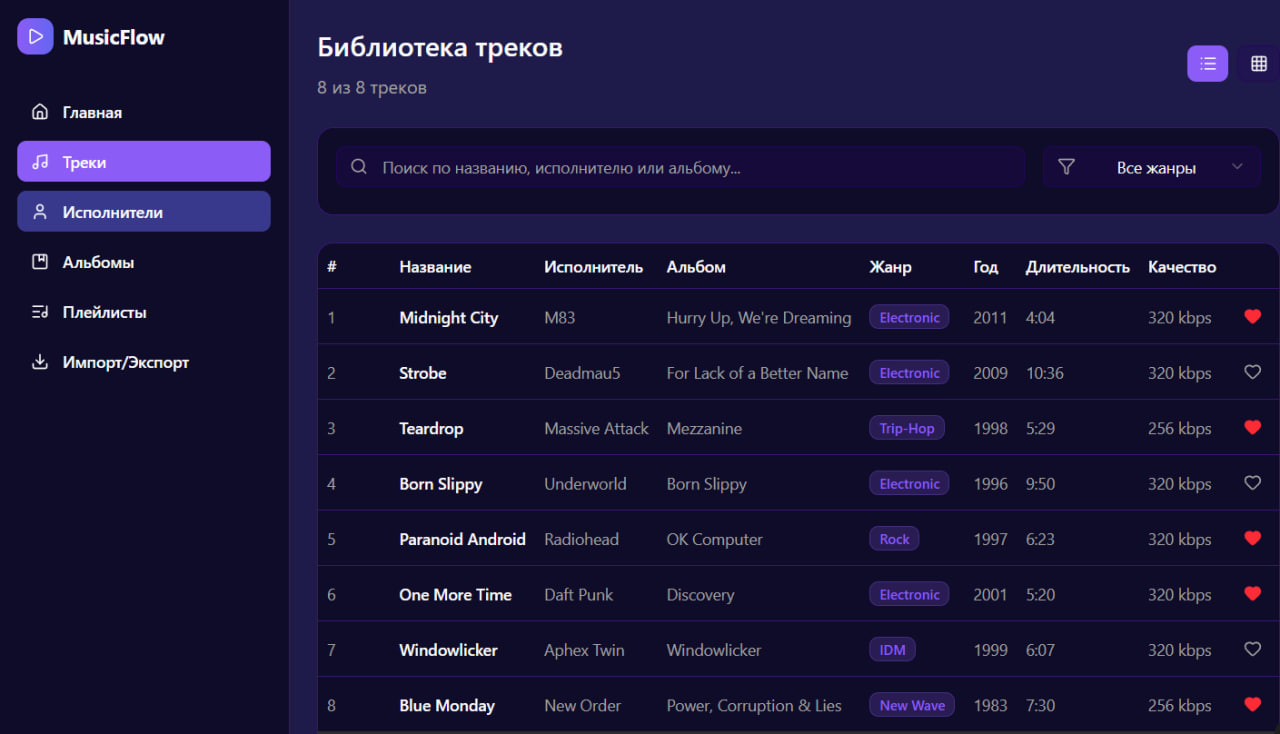 MusicFlow
Главная
Треки
Исполнители
Альбомы
Плейлисты
Импорт/Экспорт
Библиотека треков
8 из 8 треков
Поиск по названию, исполнителю или альбому... Все жанры
# Название Исполнитель Альбом Жанр Год Длительность Качество
1 Midnight City M83 Hurry Up, We're Dreaming Electronic 2011 4:04 320 kbps
2 Strobe Deadmau5 For Lack of a Better Name Electronic 2009 10:36 320 kbps
3 Teardrop Massive Attack Mezzanine Trip-Hop 1998 5:29 256 kbps
4 Born Slippy Underworld Born Slippy Electronic 1996 9:50 320 kbps
5 Paranoid Android Radiohead OK Computer Rock 1997 6:23 320 kbps
6 One More Time Daft Punk Discovery Electronic 2001 5:20 320 kbps
7 Windowlicker Aphex Twin Windowlicker IDM 1999 6:07 320 kbps
8 Blue Monday New Order Power, Corruption & Lies New Wave 1983 7:30 256 kbps